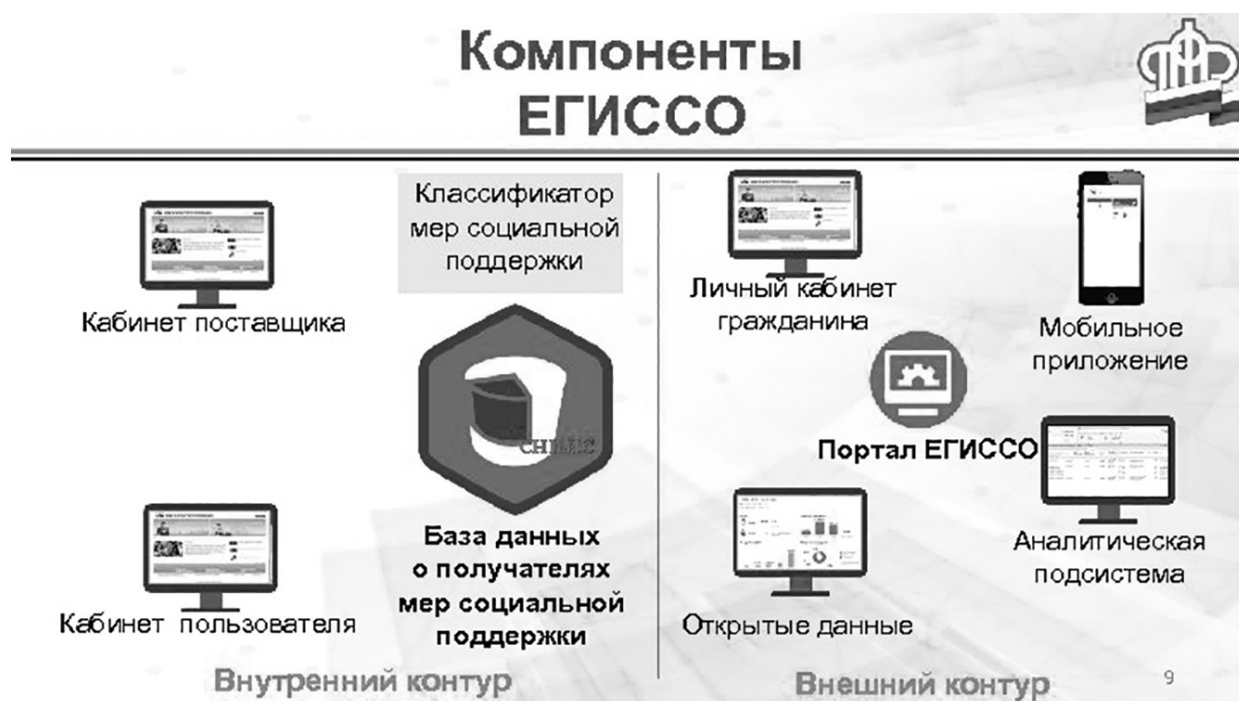 Компоненты
ЕГИССО
Классификатор
мер социальной
поддержки
Кабинет поставщика
База данных
о получателях
мер социальной
поддержки
Кабинет пользователя
Внутренний контур
Личный кабинет
гражданина
Мобильное
приложение
Портал ЕГИССО
Аналитическая
подсистема
Открытые данные
Внешний контур
9